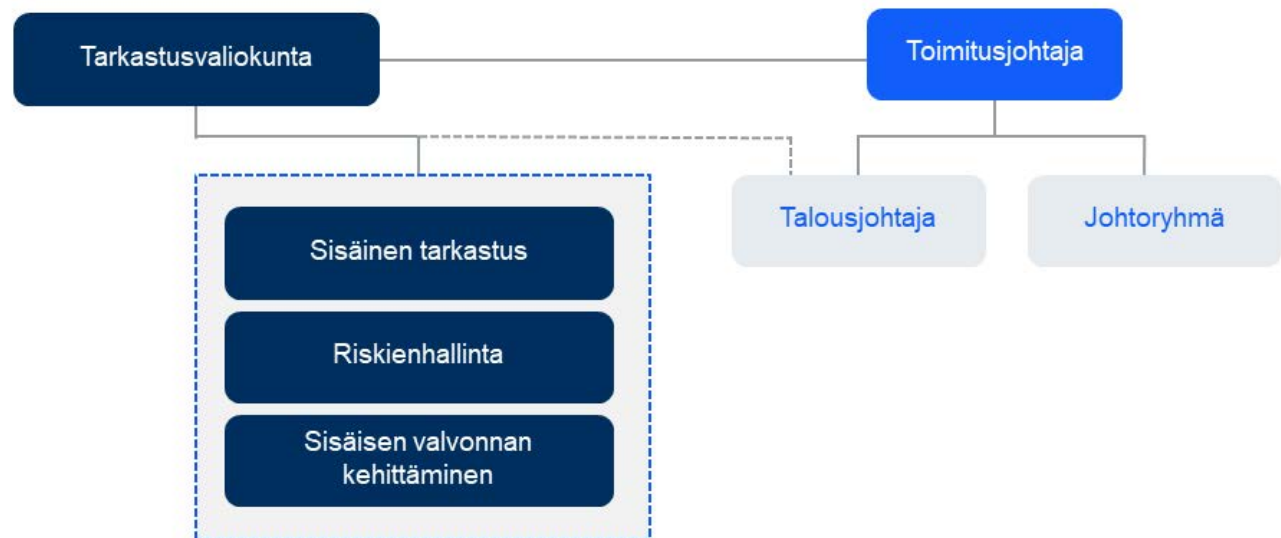 Tarkastusvaliokunta
Toimitusjohtaja
Talousjohtaja
Johtoryhmä
Sisäinen tarkastus
Riskienhallinta
Sisäisen valvonnan
kehittäminen